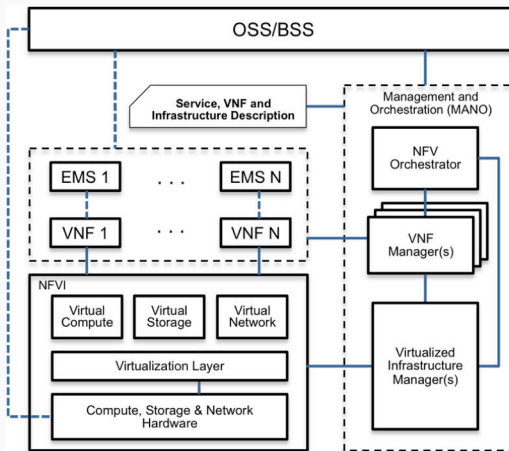 OSS/BSS
Service, VNF and
Infrastructure Description
Management and
Orchestration (MANO)
NFV
Orchestrator
EMS 1
. . .
EMS N
VNF 1
. . .
VNF N
VNF
Manager(s)
NFVI
Virtual
Compute
Virtual
Storage
Virtual
Network
Virtualization Layer
Compute, Storage & Network
Hardware
Virtualized
Infrastructure
Manager(s)